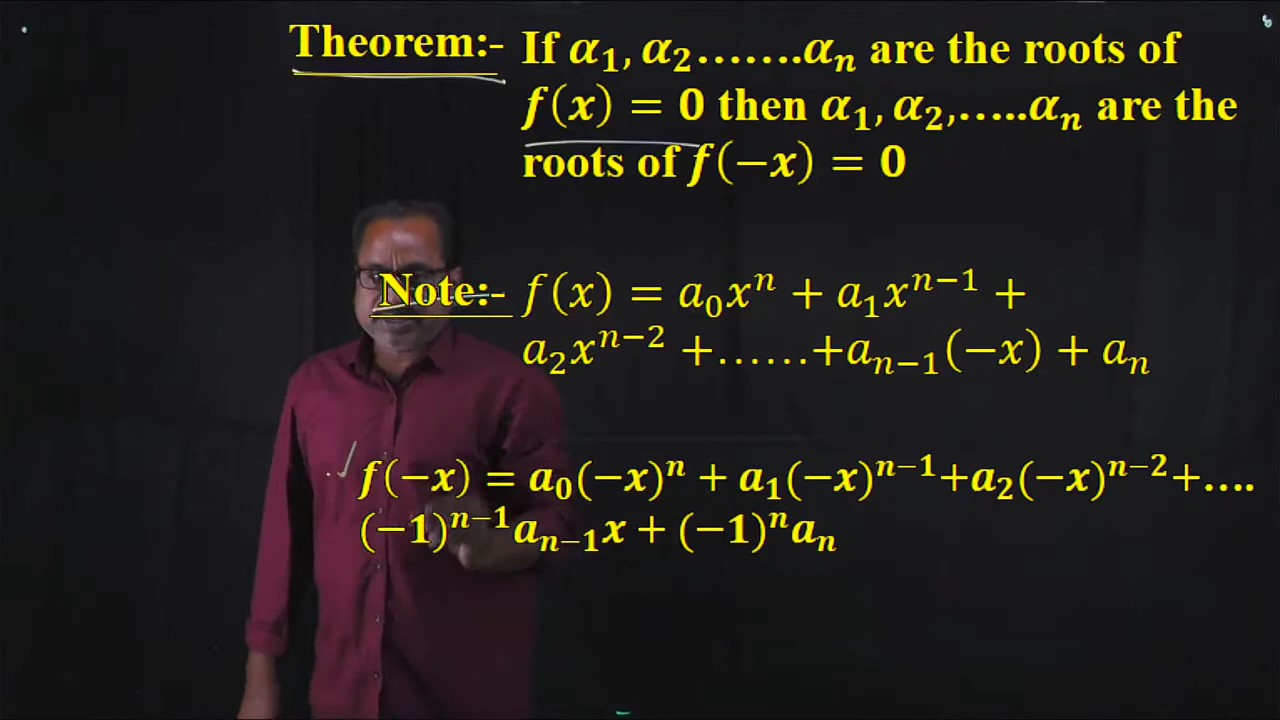 Theorem:- If α₁, α₂.......αₙ are the roots of
f(x) = 0 then α₁, α₂,.....αₙ are the
roots of f(−x) = 0
Note:- f(x) = a₀xⁿ + a₁xⁿ⁻¹ +
a₂xⁿ⁻² +......+aₙ₋₁(−x) + aₙ
f(−x) = a₀(−x)ⁿ + a₁(−x)ⁿ⁻¹+a₂(−x)ⁿ⁻²+....
(−1)ⁿ⁻¹aₙ₋₁x + (−1)ⁿaₙ